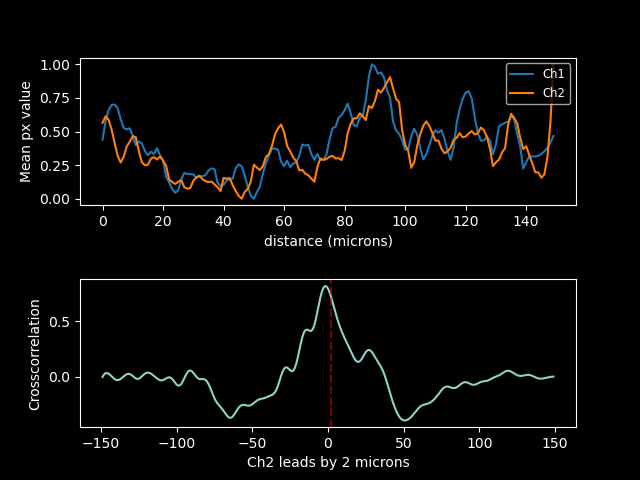 1.00
0.75
0.50
0.25
0.00
Mean px value
Ch1
Ch2
0 20 40 60 80 100 120 140
distance (microns)
0.5
0.0
Crosscorrelation
−150 −100 −50 0 50 100 150
Ch2 leads by 2 microns